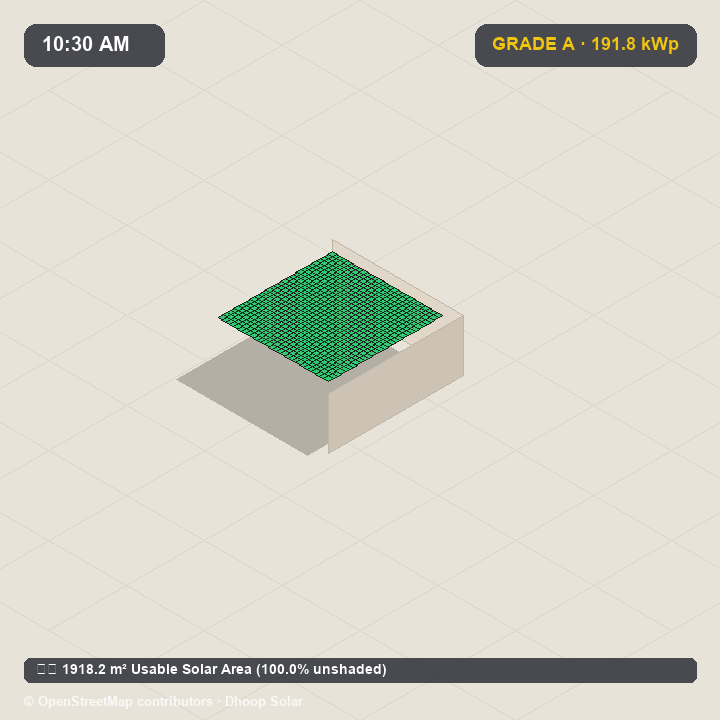 10:30 AM
GRADE A · 191.8 kWp
1918.2 m² Usable Solar Area (100.0% unshaded)
© OpenStreetMap contributors · Dhoop Solar